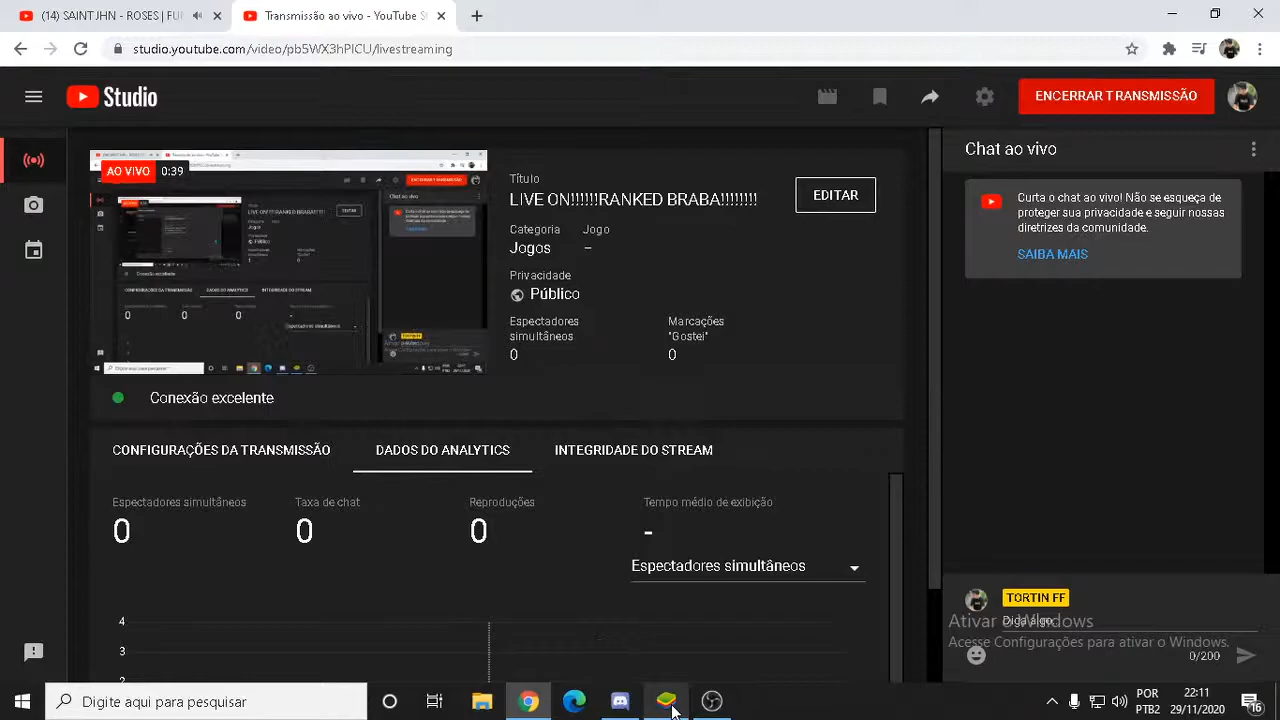 (14) SAINT JHN - ROSES | FU
Transmissão ao vivo - YouTube S
studio.youtube.com/video/pb5WX3hPlCU/livestreaming
Studio
ENCERRAR TRANSMISSÃO
AO VIVO 0:39
Título
LIVE ON!!!!!RANKED BRABA!!!!!!!!
EDITAR
Categoria Jogo
Jogos –
Privacidade
Público
Espectadores simultâneos
0
Marcações "Gostei"
0
Conexão excelente
CONFIGURAÇÕES DA TRANSMISSÃO
DADOS DO ANALYTICS
INTEGRIDADE DO STREAM
Espectadores simultâneos
0
Taxa de chat
0
Reproduções
0
Tempo médio de exibição
-
Espectadores simultâneos
4
3
2
Chat ao vivo
Curta o chat ao vivo! Não se esqueça de
proteger sua privacidade e seguir nossas
diretrizes da comunidade.
SAIBA MAIS
TORTIN FF
Diga algo...
0/200
Ativar o Windows
Acesse Configurações para ativar o Windows.
Digite aqui para pesquisar
POR
PTB2
22:11
29/11/2020
16